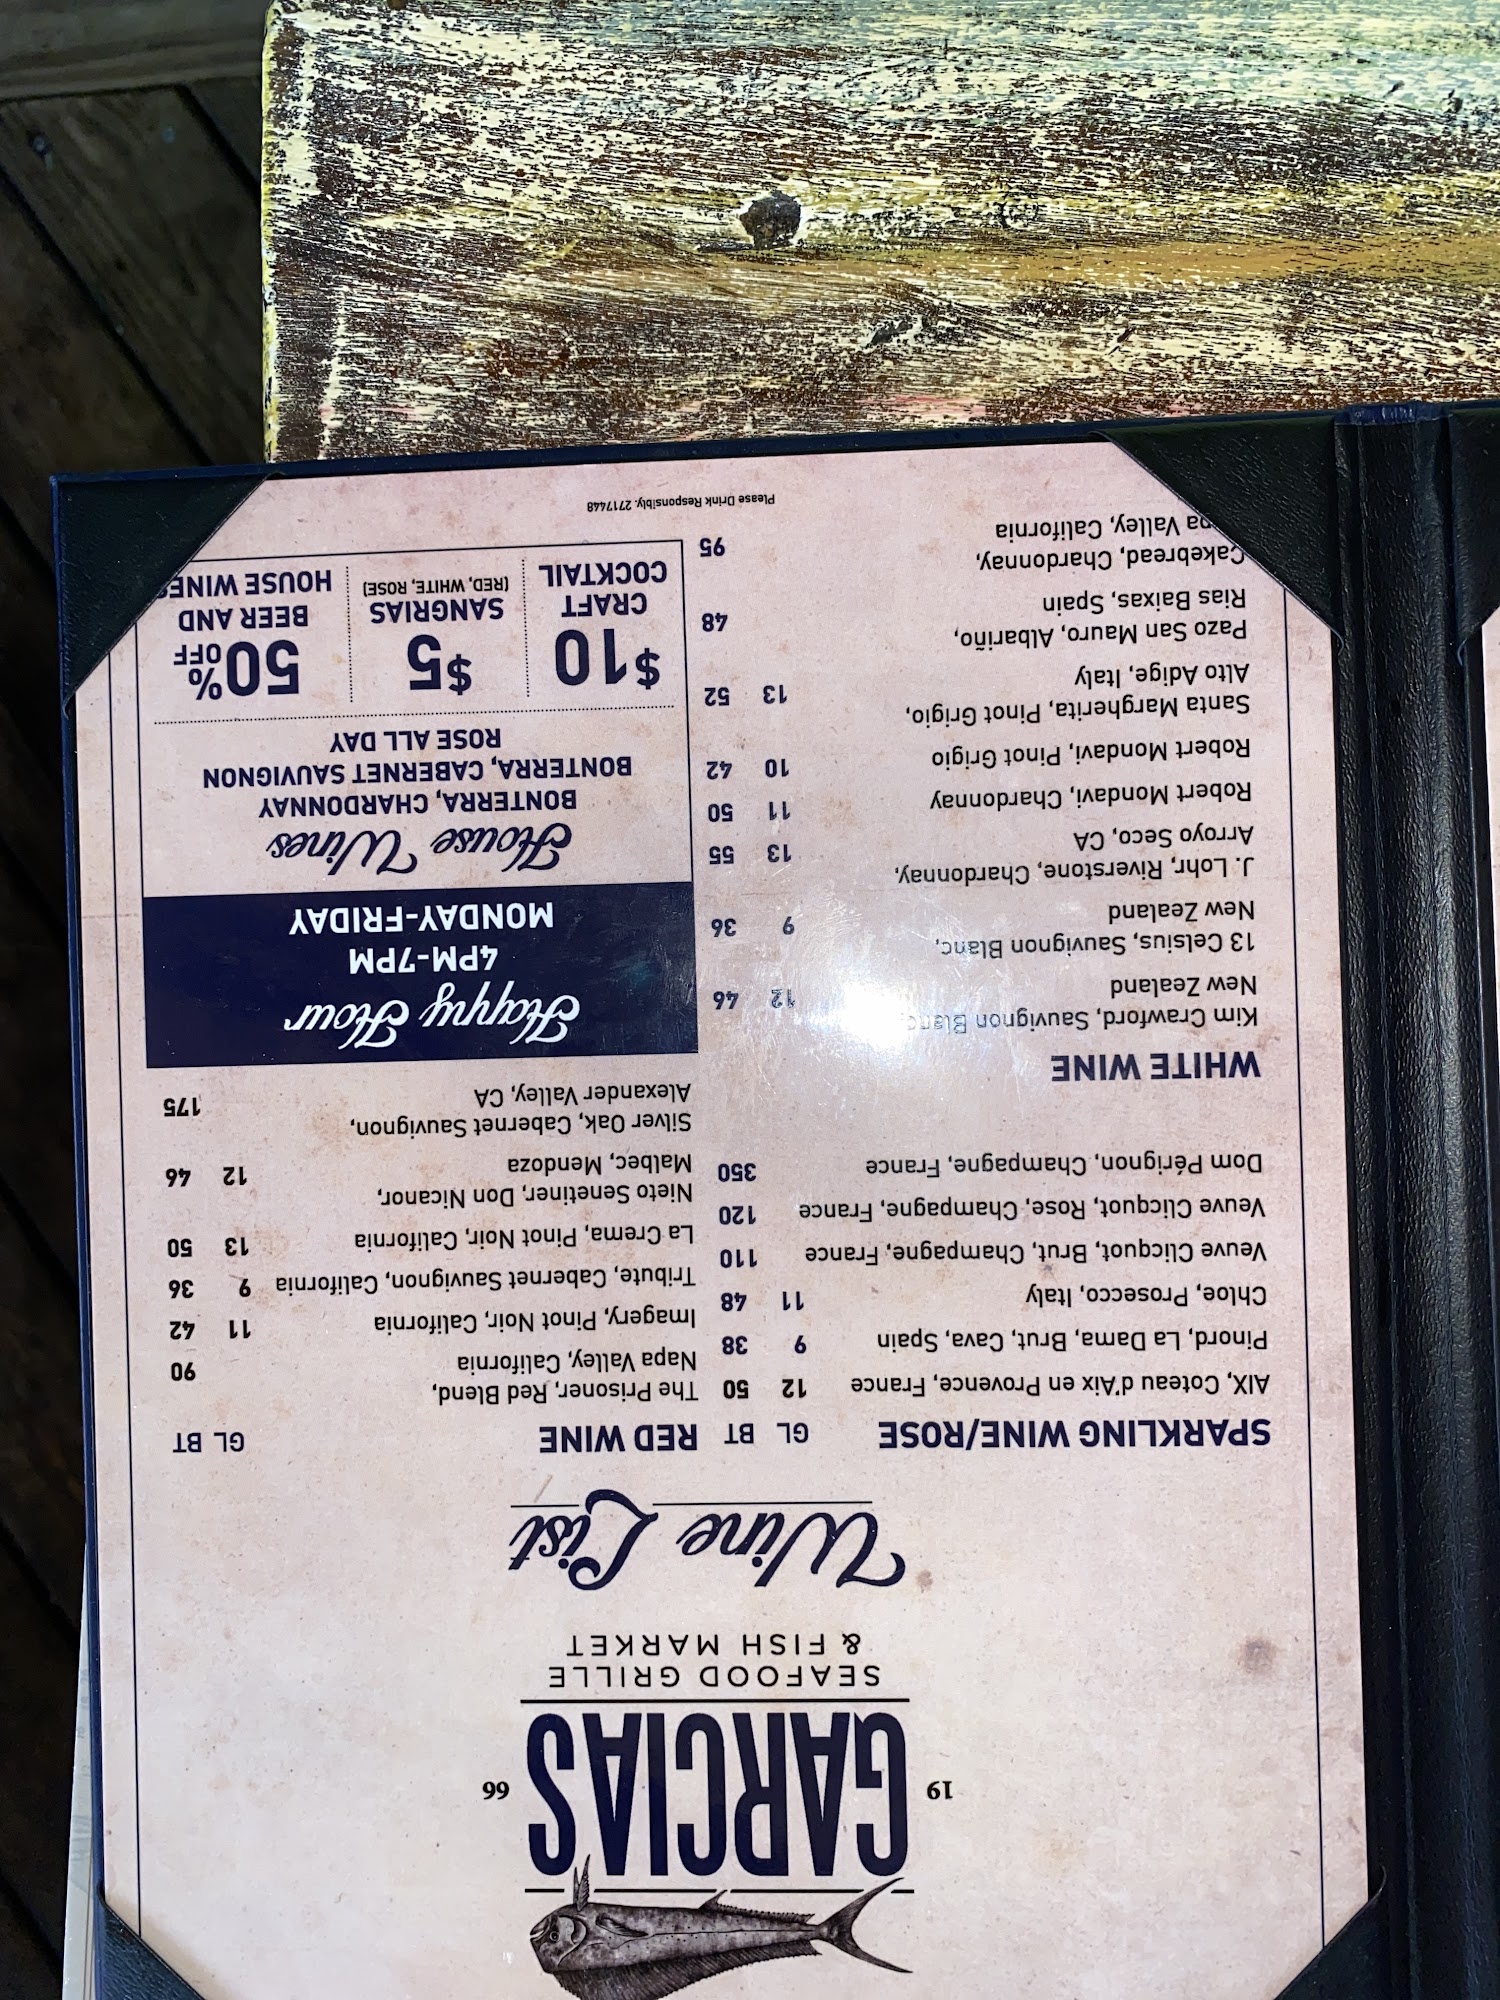 19 GARCIAS 66
SEAFOOD GRILLE
& FISH MARKET
Wine List
SPARKLING WINE/ROSE GL BT
AIX, Coteau d'Aix en Provence, France 12 50
Pinord, La Dama, Brut, Cava, Spain 9 38
Chloe, Prosecco, Italy 11 48
Veuve Clicquot, Brut, Champagne, France 110
Veuve Clicquot, Rose, Champagne, France 120
Dom Pérignon, Champagne, France 350
WHITE WINE
Kim Crawford, Sauvignon Blanc,
New Zealand 12 46
13 Celsius, Sauvignon Blanc,
New Zealand 9 36
J. Lohr, Riverstone, Chardonnay,
Arroyo Seco, CA 13 55
Robert Mondavi, Chardonnay 11 50
Robert Mondavi, Pinot Grigio 10 42
Santa Margherita, Pinot Grigio,
Alto Adige, Italy 13 52
Pazo San Mauro, Albariño,
Rias Baixas, Spain 48
Cakebread, Chardonnay,
Valley, California 95
RED WINE GL BT
The Prisoner, Red Blend,
Napa Valley, California 90
Imagery, Pinot Noir, California 11 42
Tribute, Cabernet Sauvignon, California 9 36
La Crema, Pinot Noir, California 13 50
Nieto Senetiner, Don Nicanor,
Malbec, Mendoza 12 46
Silver Oak, Cabernet Sauvignon,
Alexander Valley, CA 175
Happy Hour
4PM-7PM
MONDAY-FRIDAY
House Wines
BONTERRA, CHARDONNAY
BONTERRA, CABERNET SAUVIGNON
ROSE ALL DAY
$10
CRAFT
COCKTAIL
$5
SANGRIAS
(RED, WHITE, ROSE)
50% OFF
BEER AND
HOUSE WINES
Please Drink Responsibly. 2717448